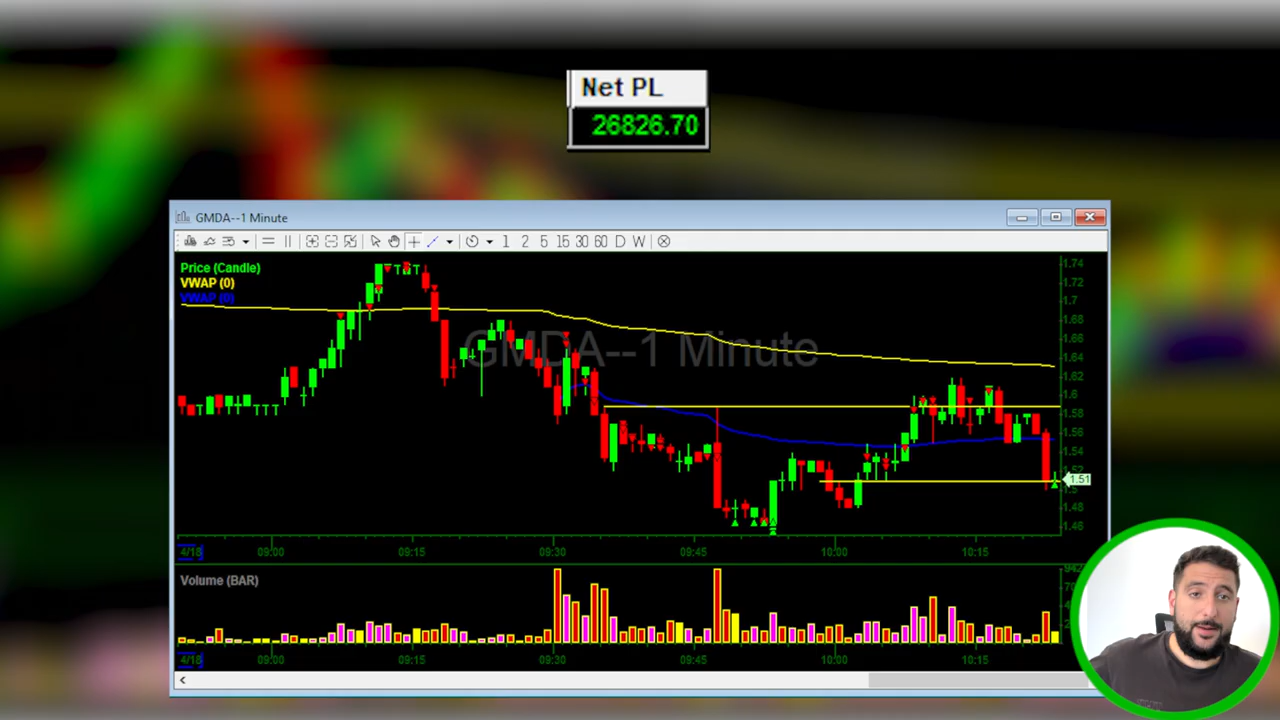 Net PL
26826.70
GMDA--1 Minute
1 2 5 15 30 60 D W
Price (Candle)
VWAP (0)
VWAP (0)
GMDA--1 Minute
1.74
1.72
1.7
1.68
1.66
1.64
1.62
1.6
1.58
1.56
1.54
1.52
1.51
1.48
1.46
4/18 09:00 09:15 09:30 09:45 10:00 10:15
Volume (BAR)
4/18 09:00 09:15 09:30 09:45 10:00 10:15